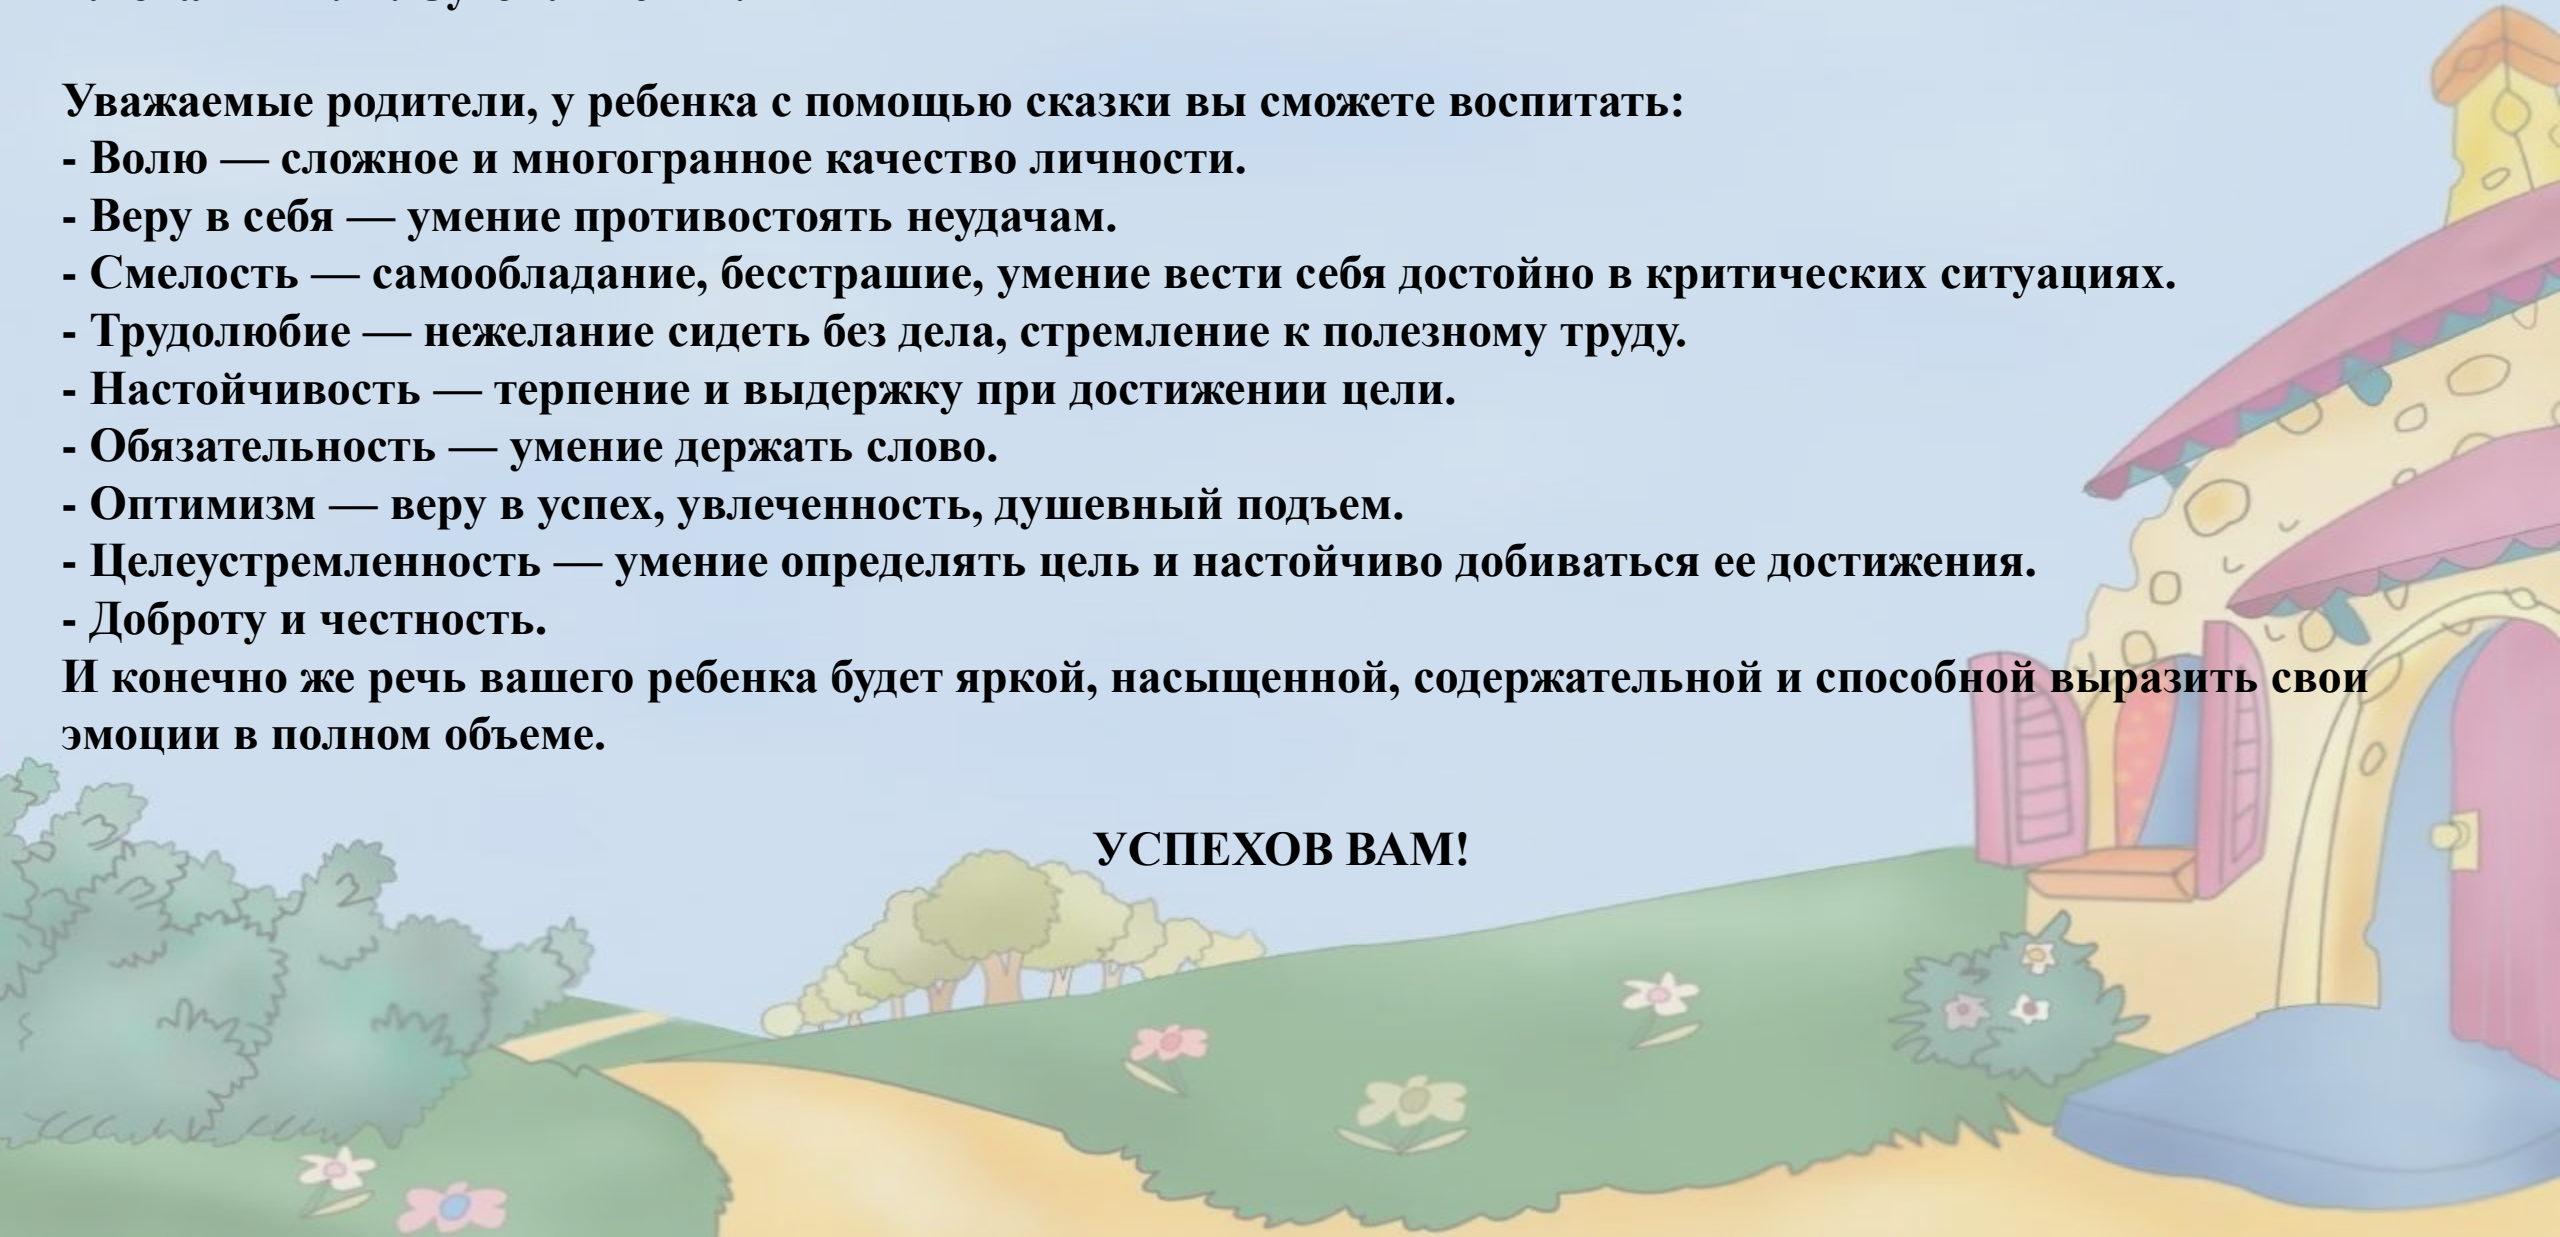 Уважаемые родители, у ребенка с помощью сказки вы сможете воспитать:
- Волю — сложное и многогранное качество личности.
- Веру в себя — умение противостоять неудачам.
- Смелость — самообладание, бесстрашие, умение вести себя достойно в критических ситуациях.
- Трудолюбие — нежелание сидеть без дела, стремление к полезному труду.
- Настойчивость — терпение и выдержку при достижении цели.
- Обязательность — умение держать слово.
- Оптимизм — веру в успех, увлеченность, душевный подъем.
- Целеустремленность — умение определять цель и настойчиво добиваться ее достижения.
- Доброту и честность.
И конечно же речь вашего ребенка будет яркой, насыщенной, содержательной и способной выразить свои
эмоции в полном объеме.
УСПЕХОВ ВАМ!